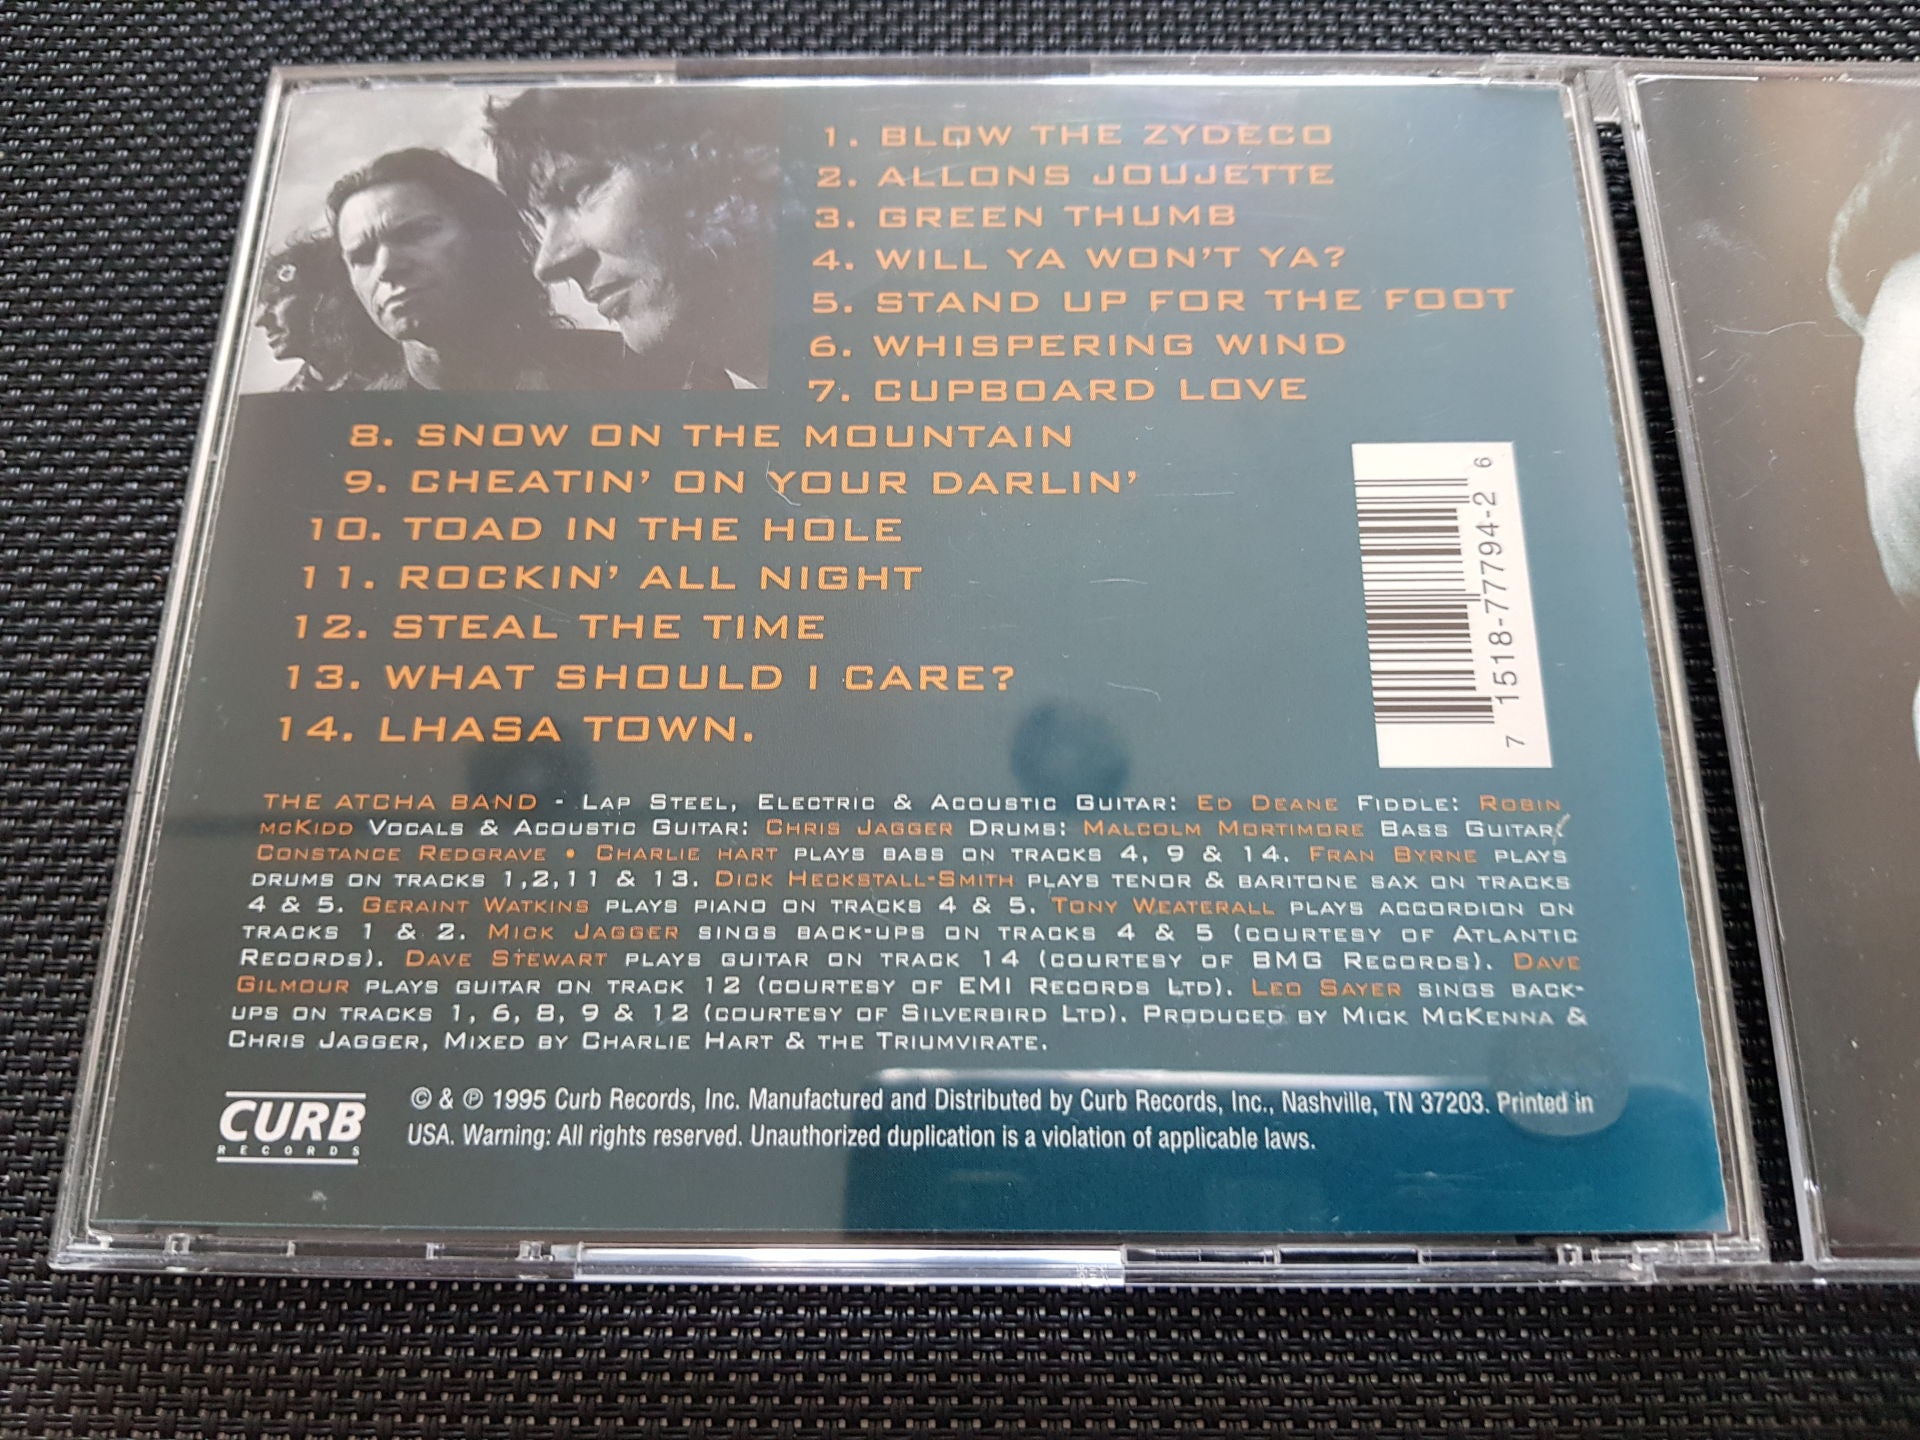 1. BLOW THE ZYDECO
2. ALLONS JOUJETTE
3. GREEN THUMB
4. WILL YA WON'T YA?
5. STAND UP FOR THE FOOT
6. WHISPERING WIND
7. CUPBOARD LOVE
8. SNOW ON THE MOUNTAIN
9. CHEATIN' ON YOUR DARLIN'
10. TOAD IN THE HOLE
11. ROCKIN' ALL NIGHT
12. STEAL THE TIME
13. WHAT SHOULD I CARE?
14. LHASA TOWN.
7 1518-77794-2 6
THE ATCHA BAND - LAP STEEL, ELECTRIC & ACOUSTIC GUITAR: ED DEANE FIDDLE: ROBIN
MCKIDD VOCALS & ACOUSTIC GUITAR: CHRIS JAGGER DRUMS: MALCOLM MORTIMORE BASS GUITAR:
CONSTANCE REDGRAVE • CHARLIE HART PLAYS BASS ON TRACKS 4, 9 & 14. FRAN BYRNE PLAYS
DRUMS ON TRACKS 1,2,11 & 13. DICK HECKSTALL-SMITH PLAYS TENOR & BARITONE SAX ON TRACKS
4 & 5. GERAINT WATKINS PLAYS PIANO ON TRACKS 4 & 5. TONY WEATERALL PLAYS ACCORDION ON
TRACKS 1 & 2. MICK JAGGER SINGS BACK-UPS ON TRACKS 4 & 5 (COURTESY OF ATLANTIC
RECORDS). DAVE STEWART PLAYS GUITAR ON TRACK 14 (COURTESY OF BMG RECORDS). DAVE
GILMOUR PLAYS GUITAR ON TRACK 12 (COURTESY OF EMI RECORDS LTD). LEO SAYER SINGS BACK-
UPS ON TRACKS 1, 6, 8, 9 & 12 (COURTESY OF SILVERBIRD LTD). PRODUCED BY MICK MCKENNA &
CHRIS JAGGER, MIXED BY CHARLIE HART & THE TRIUMVIRATE.
CURB
RECORDS
© & ℗ 1995 Curb Records, Inc. Manufactured and Distributed by Curb Records, Inc., Nashville, TN 37203. Printed in
USA. Warning: All rights reserved. Unauthorized duplication is a violation of applicable laws.